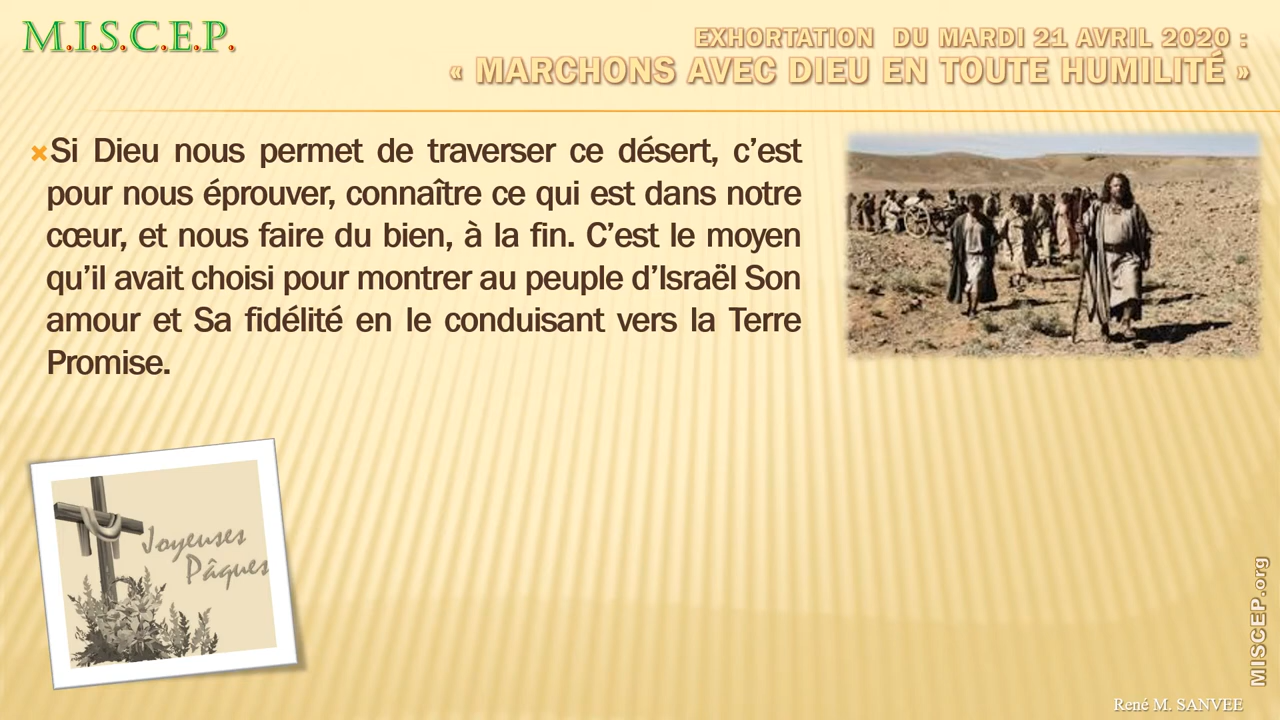 M.I.S.C.E.P.
EXHORTATION DU MARDI 21 AVRIL 2020 :
« MARCHONS AVEC DIEU EN TOUTE HUMILITÉ »
Si Dieu nous permet de traverser ce désert, c’est
pour nous éprouver, connaître ce qui est dans notre
cœur, et nous faire du bien, à la fin. C’est le moyen
qu’il avait choisi pour montrer au peuple d’Israël Son
amour et Sa fidélité en le conduisant vers la Terre
Promise.
Joyeuses
Pâques
MISCEP.org
René M. SANVEE